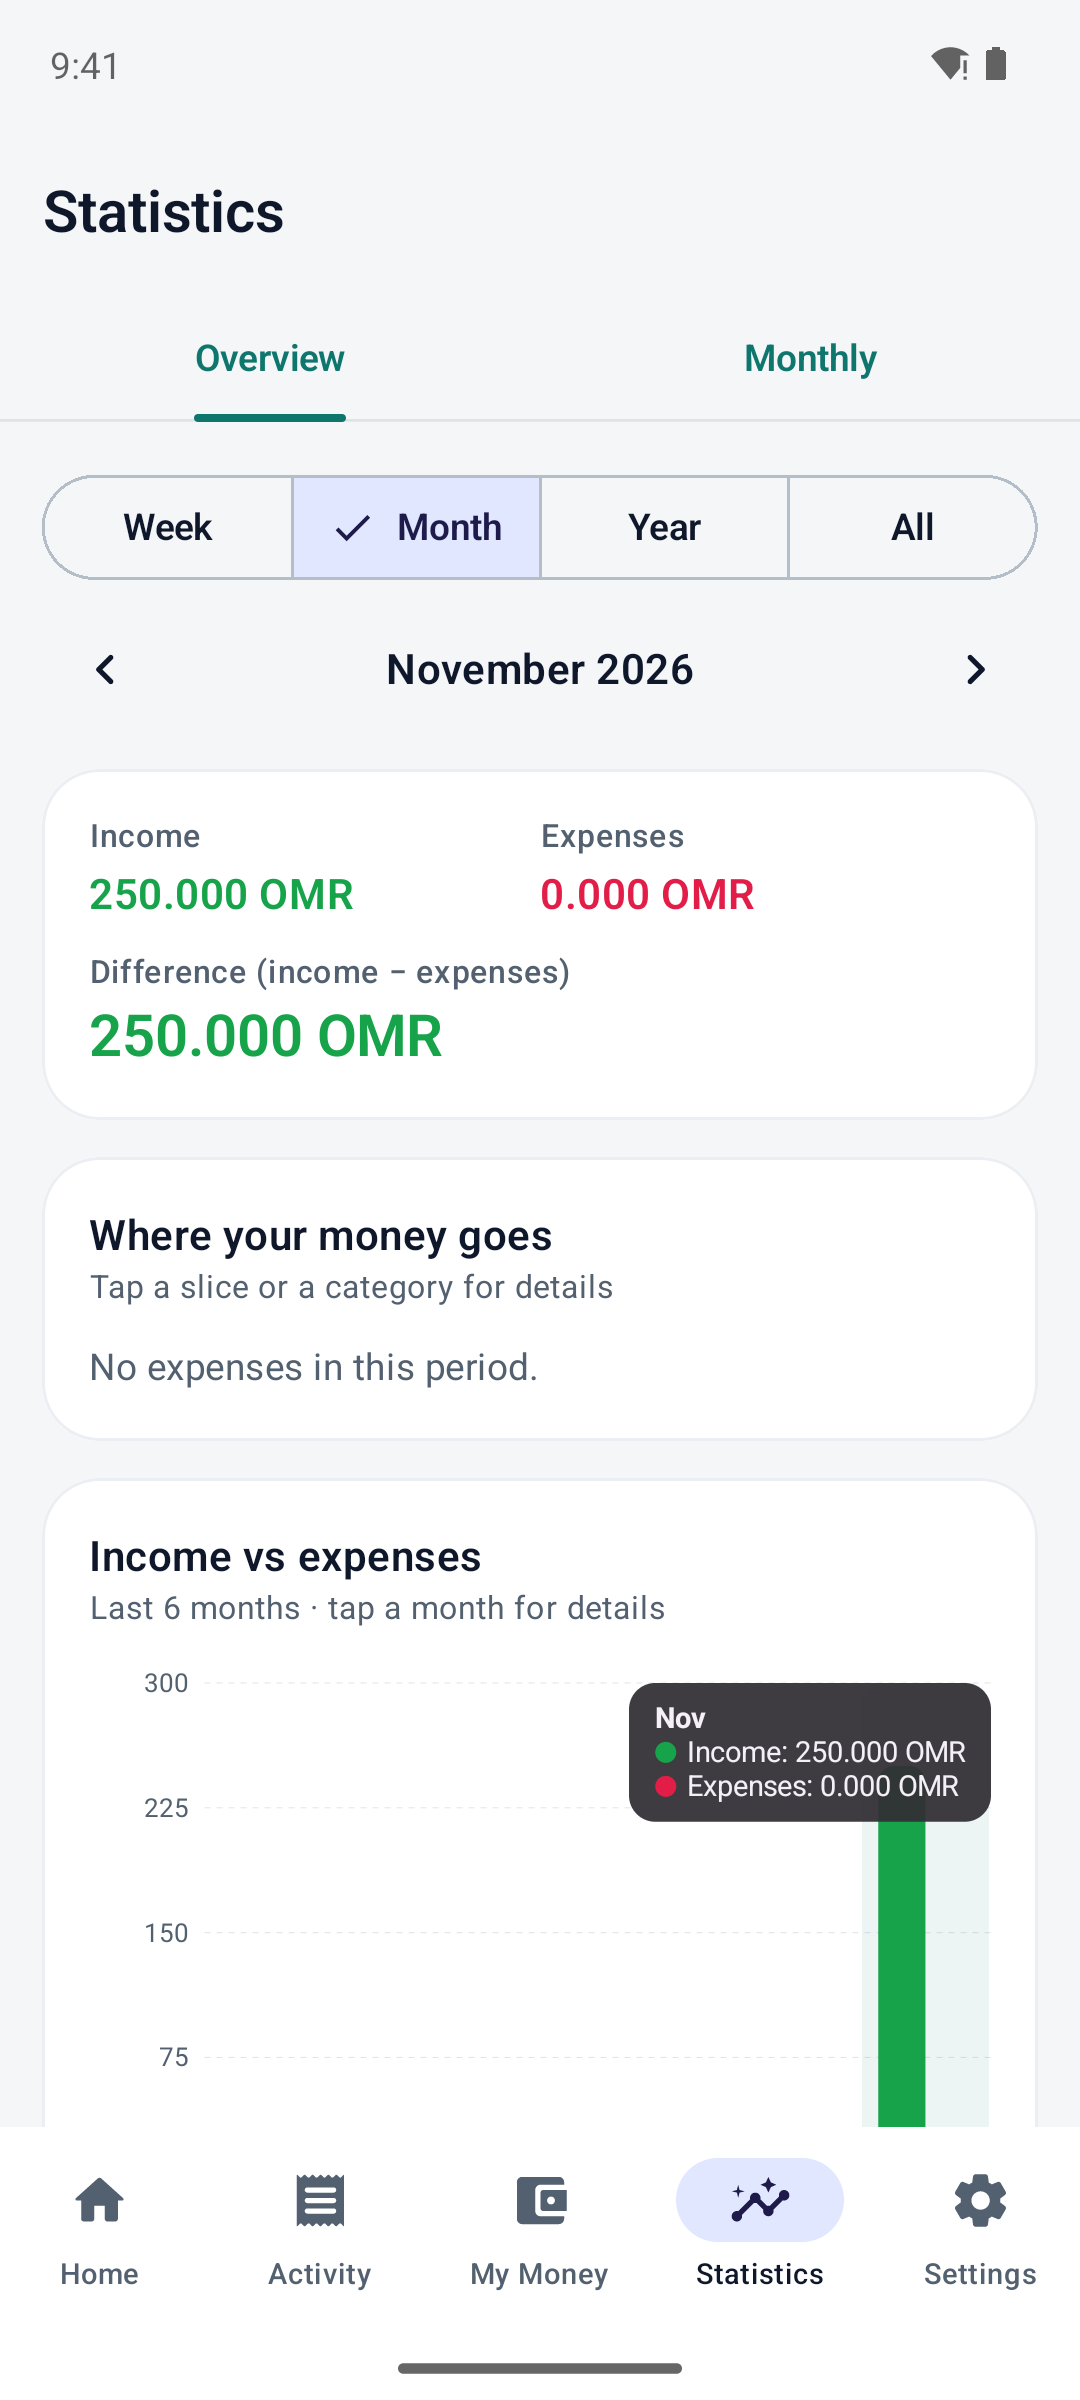 9:41
Statistics
Overview
Monthly
Week
Month
Year
All
November 2026
Income
Expenses
250.000 OMR
0.000 OMR
Difference (income − expenses)
250.000 OMR
Where your money goes
Tap a slice or a category for details
No expenses in this period.
Income vs expenses
Last 6 months · tap a month for details
300
Nov
Income: 250.000 OMR
Expenses: 0.000 OMR
225
150
75
Home
Activity
My Money
Statistics
Settings